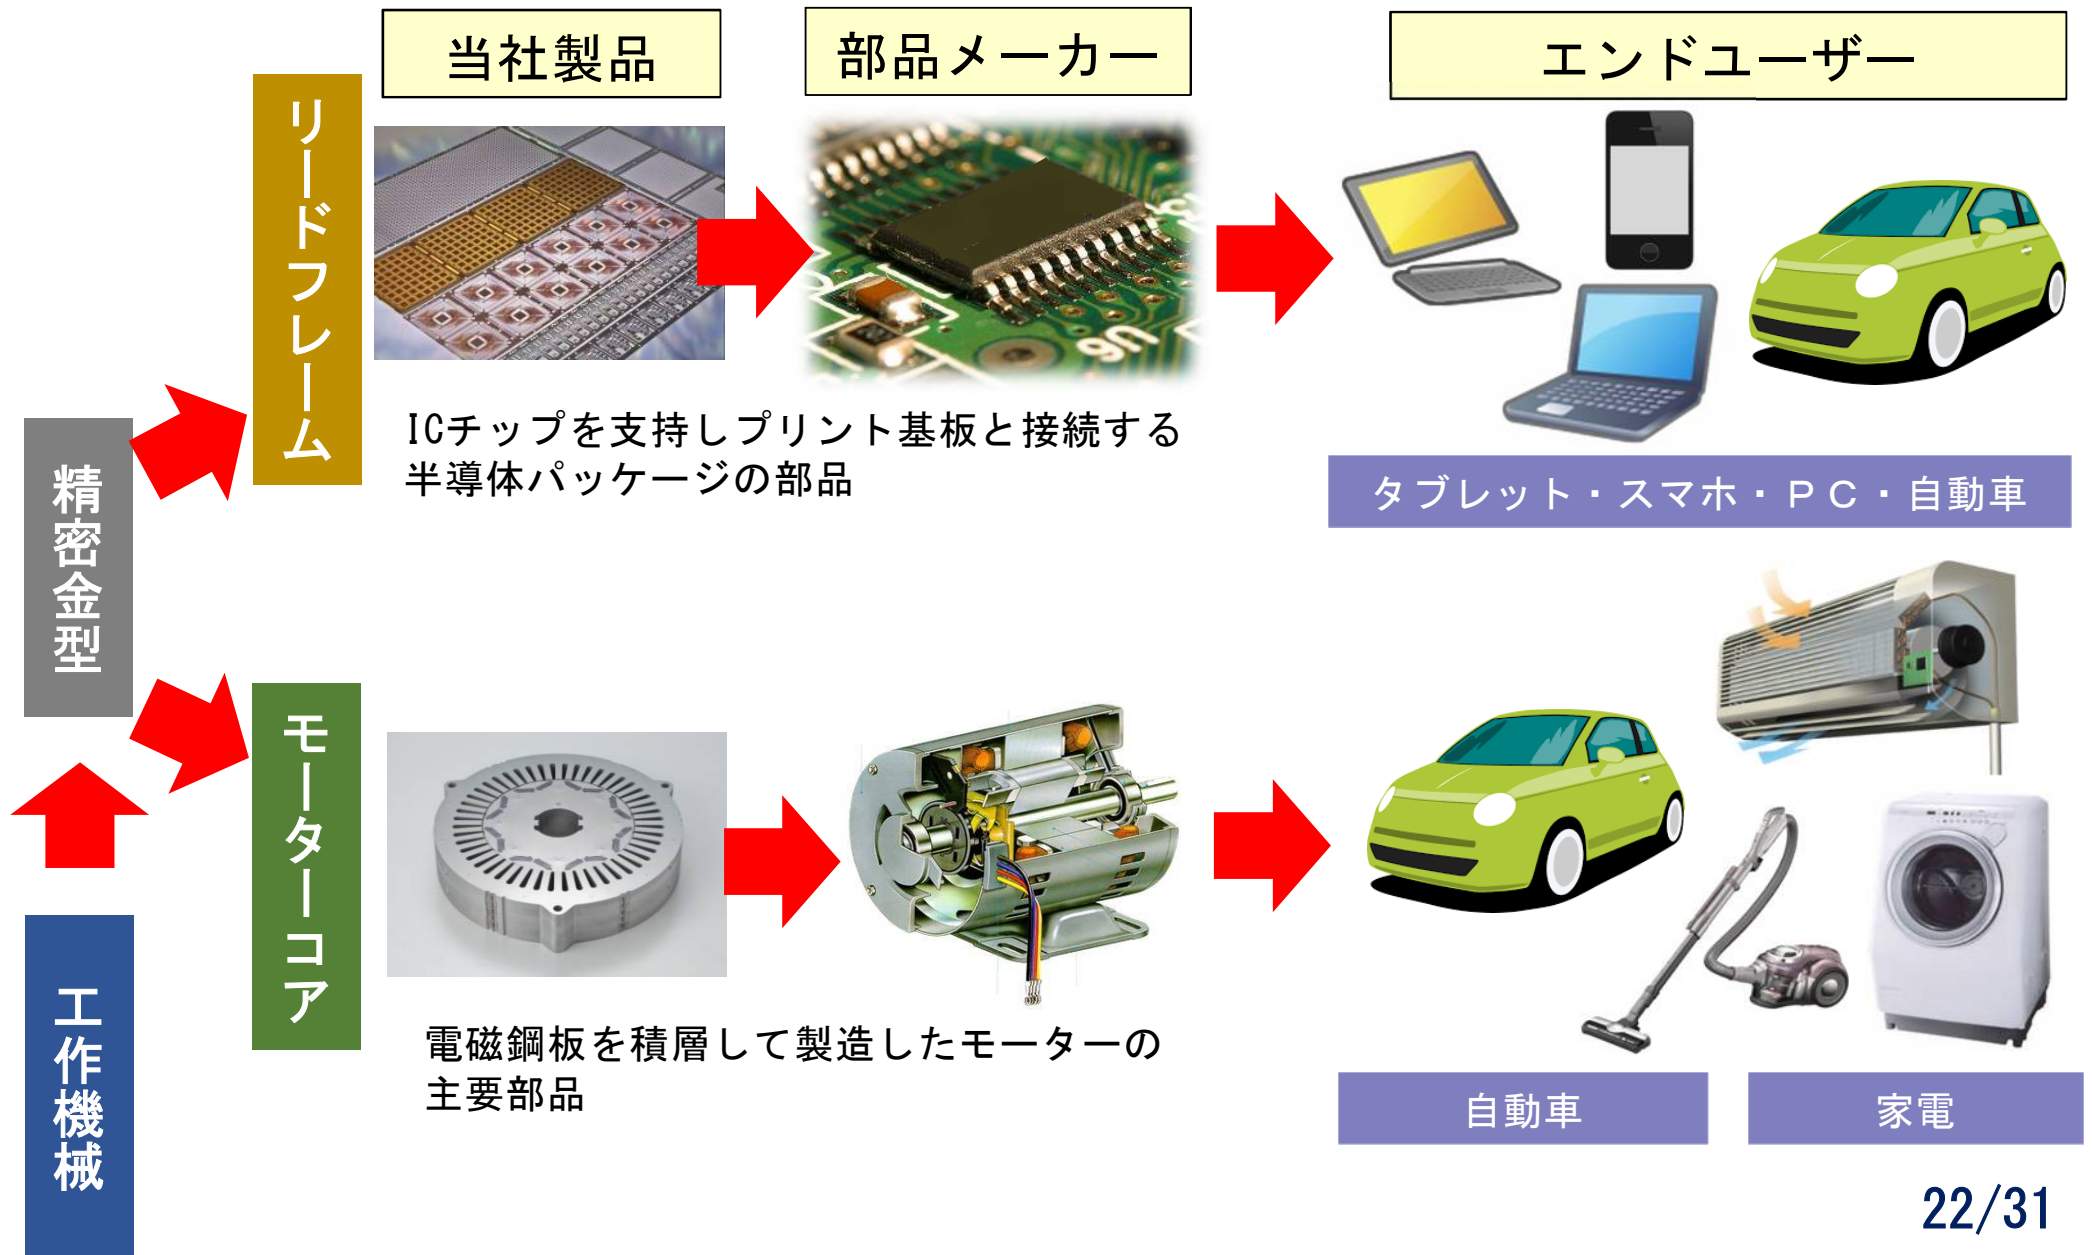 当社製品
部品メーカー
エンドユーザー
リードフレーム
ICチップを支持しプリント基板と接続する
半導体パッケージの部品
タブレット・スマホ・ＰＣ・自動車
精密金型
モーターコア
電磁鋼板を積層して製造したモーターの
主要部品
自動車
家電
工作機械
22/31